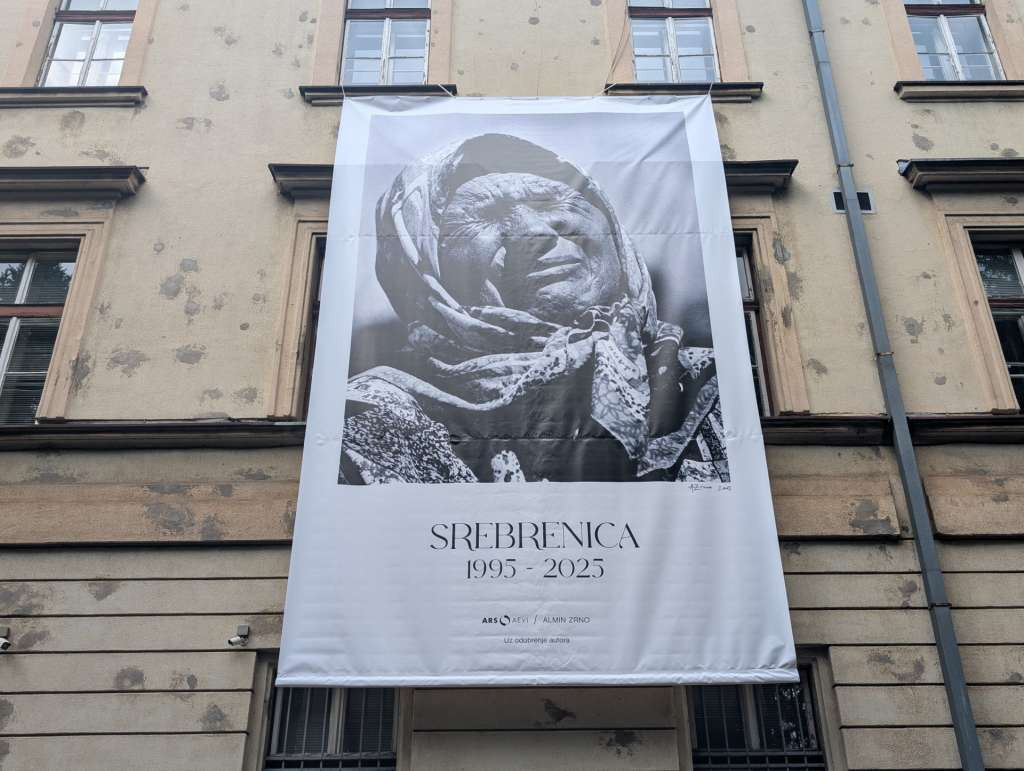 SREBRENICA
1995 - 2025
ARS AEVI / ALMIN ZRNO
Uz odobrenje autora